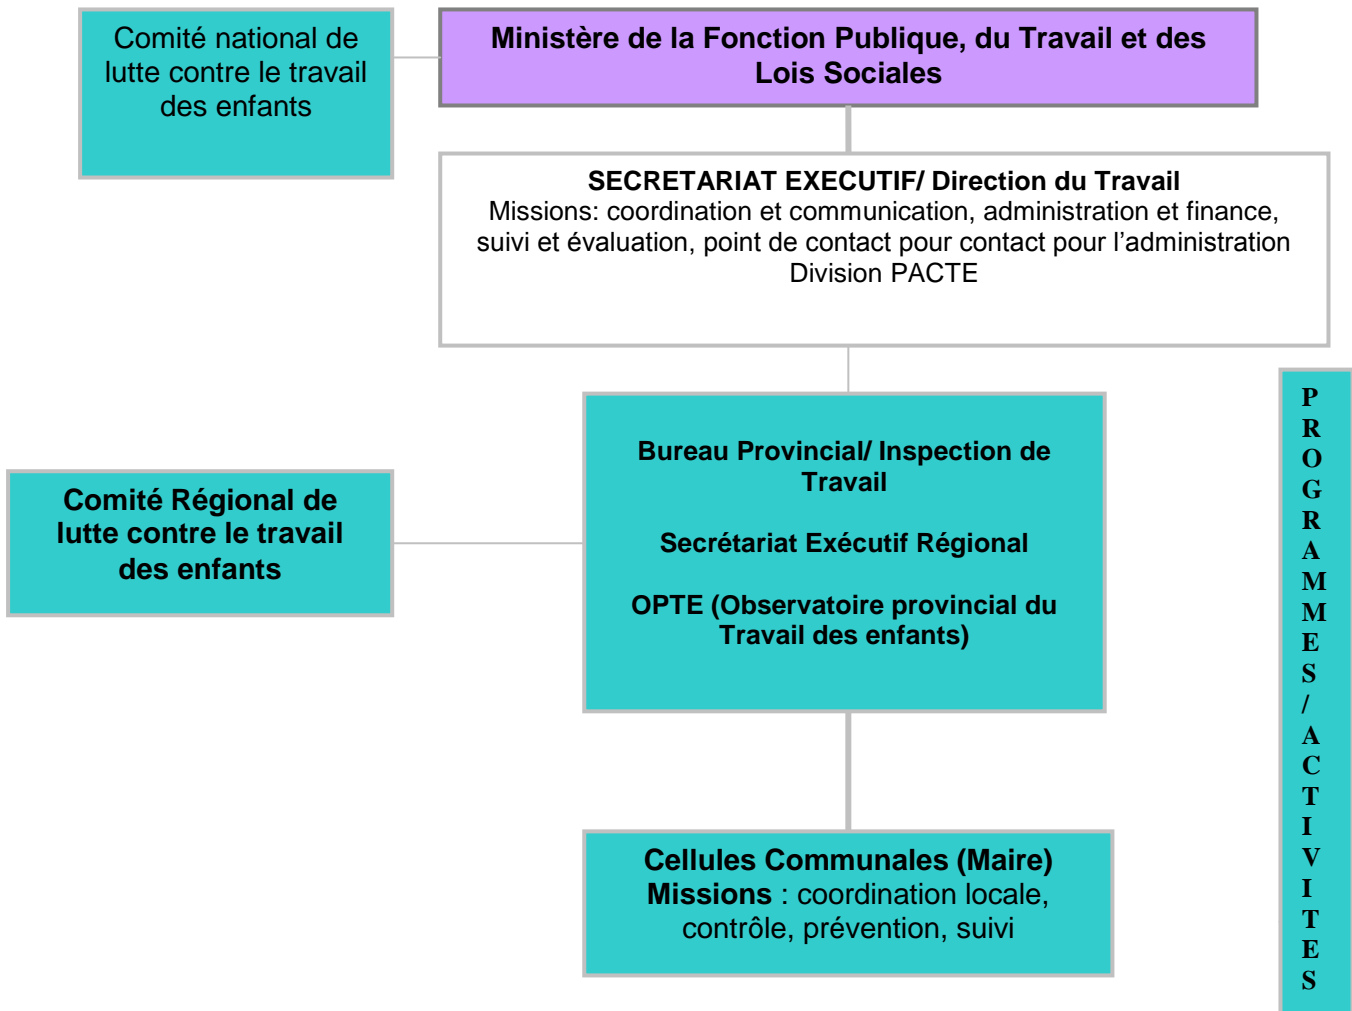 Comité national de
lutte contre le travail
des enfants
Ministère de la Fonction Publique, du Travail et des
Lois Sociales
SECRETARIAT EXECUTIF/ Direction du Travail
Missions: coordination et communication, administration et finance,
suivi et évaluation, point de contact pour contact pour l’administration
Division PACTE
Bureau Provincial/ Inspection de
Travail
Secrétariat Exécutif Régional
OPTE (Observatoire provincial du
Travail des enfants)
Comité Régional de
lutte contre le travail
des enfants
Cellules Communales (Maire)
Missions : coordination locale,
contrôle, prévention, suivi
P
R
O
G
R
A
M
M
E
S
/
A
C
T
I
V
I
T
E
S